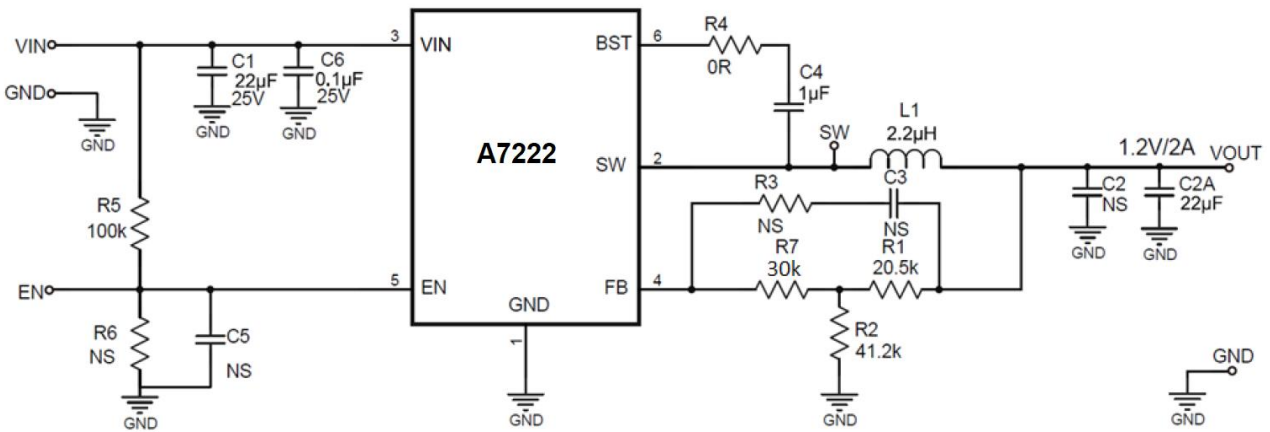 VIN
GND
GND
C1
22µF
25V
GND
C6
0.1µF
25V
GND
R5
100k
EN
R6
NS
C5
NS
GND
3
VIN
BST
6
A7222
SW
2
5
EN
FB
4
GND
1
GND
R4
0R
C4
1µF
SW
L1
2.2µH
1.2V/2A
VOUT
R3
NS
C3
NS
R7
30k
R1
20.5k
R2
41.2k
GND
C2
NS
GND
C2A
22µF
GND
GND
GND